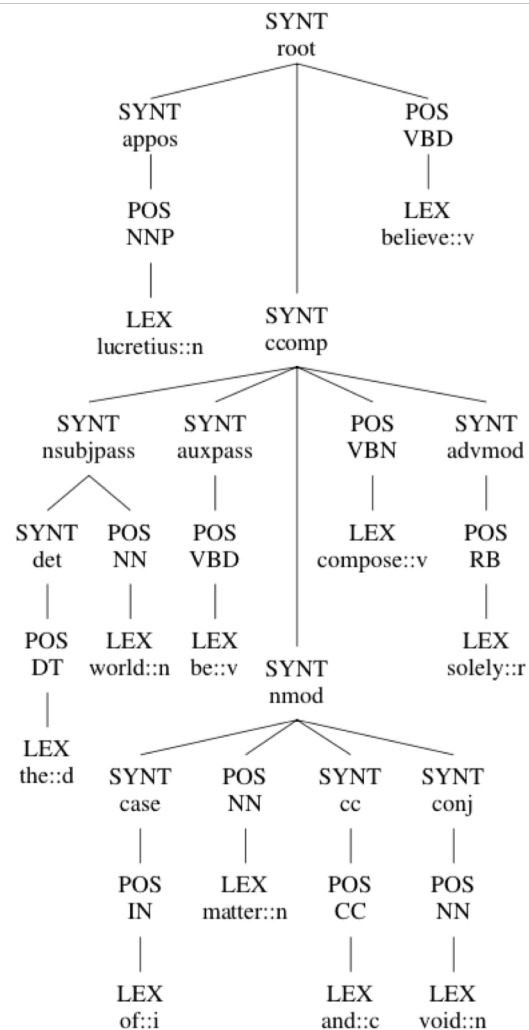 SYNT
root
SYNT POS
appos VBD
POS LEX
NNP believe::v
LEX SYNT
lucretius::n ccomp
SYNT SYNT POS SYNT
nsubjpass auxpass VBN advmod
SYNT POS POS LEX POS
det NN VBD compose::v RB
POS LEX LEX LEX
DT world::n be::v solely::r
SYNT
nmod
LEX
the::d
SYNT POS SYNT SYNT
case NN cc conj
POS LEX POS POS
IN matter::n CC NN
LEX LEX LEX
of::i and::c void::n